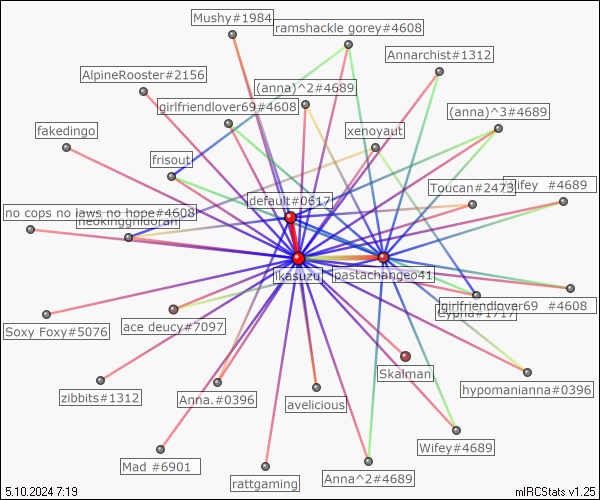 Mushy#1984
ramshackle gorey#4608
Annarchist#1312
AlpineRooster#2156
(anna)^2#4689
girlfriendlover69#4608
(anna)^3#4689
fakedingo
xenoyaut
frisout
default#0617
Toucan#2473
lifey   #4689
no cops no laws no hope#4608
ikasuzu
pastachangeo41
girlfriendlover69   #4608
Cypha#1717
Soxy Foxy#5076
ace deucy#7097
Skalman
zibbits#1312
Anna.#0396
avelicious
hypomanianna#0396
Wifey#4689
Mad #6901
rattgaming
Anna^2#4689
5.10.2024 7:19
mIRCStats v1.25